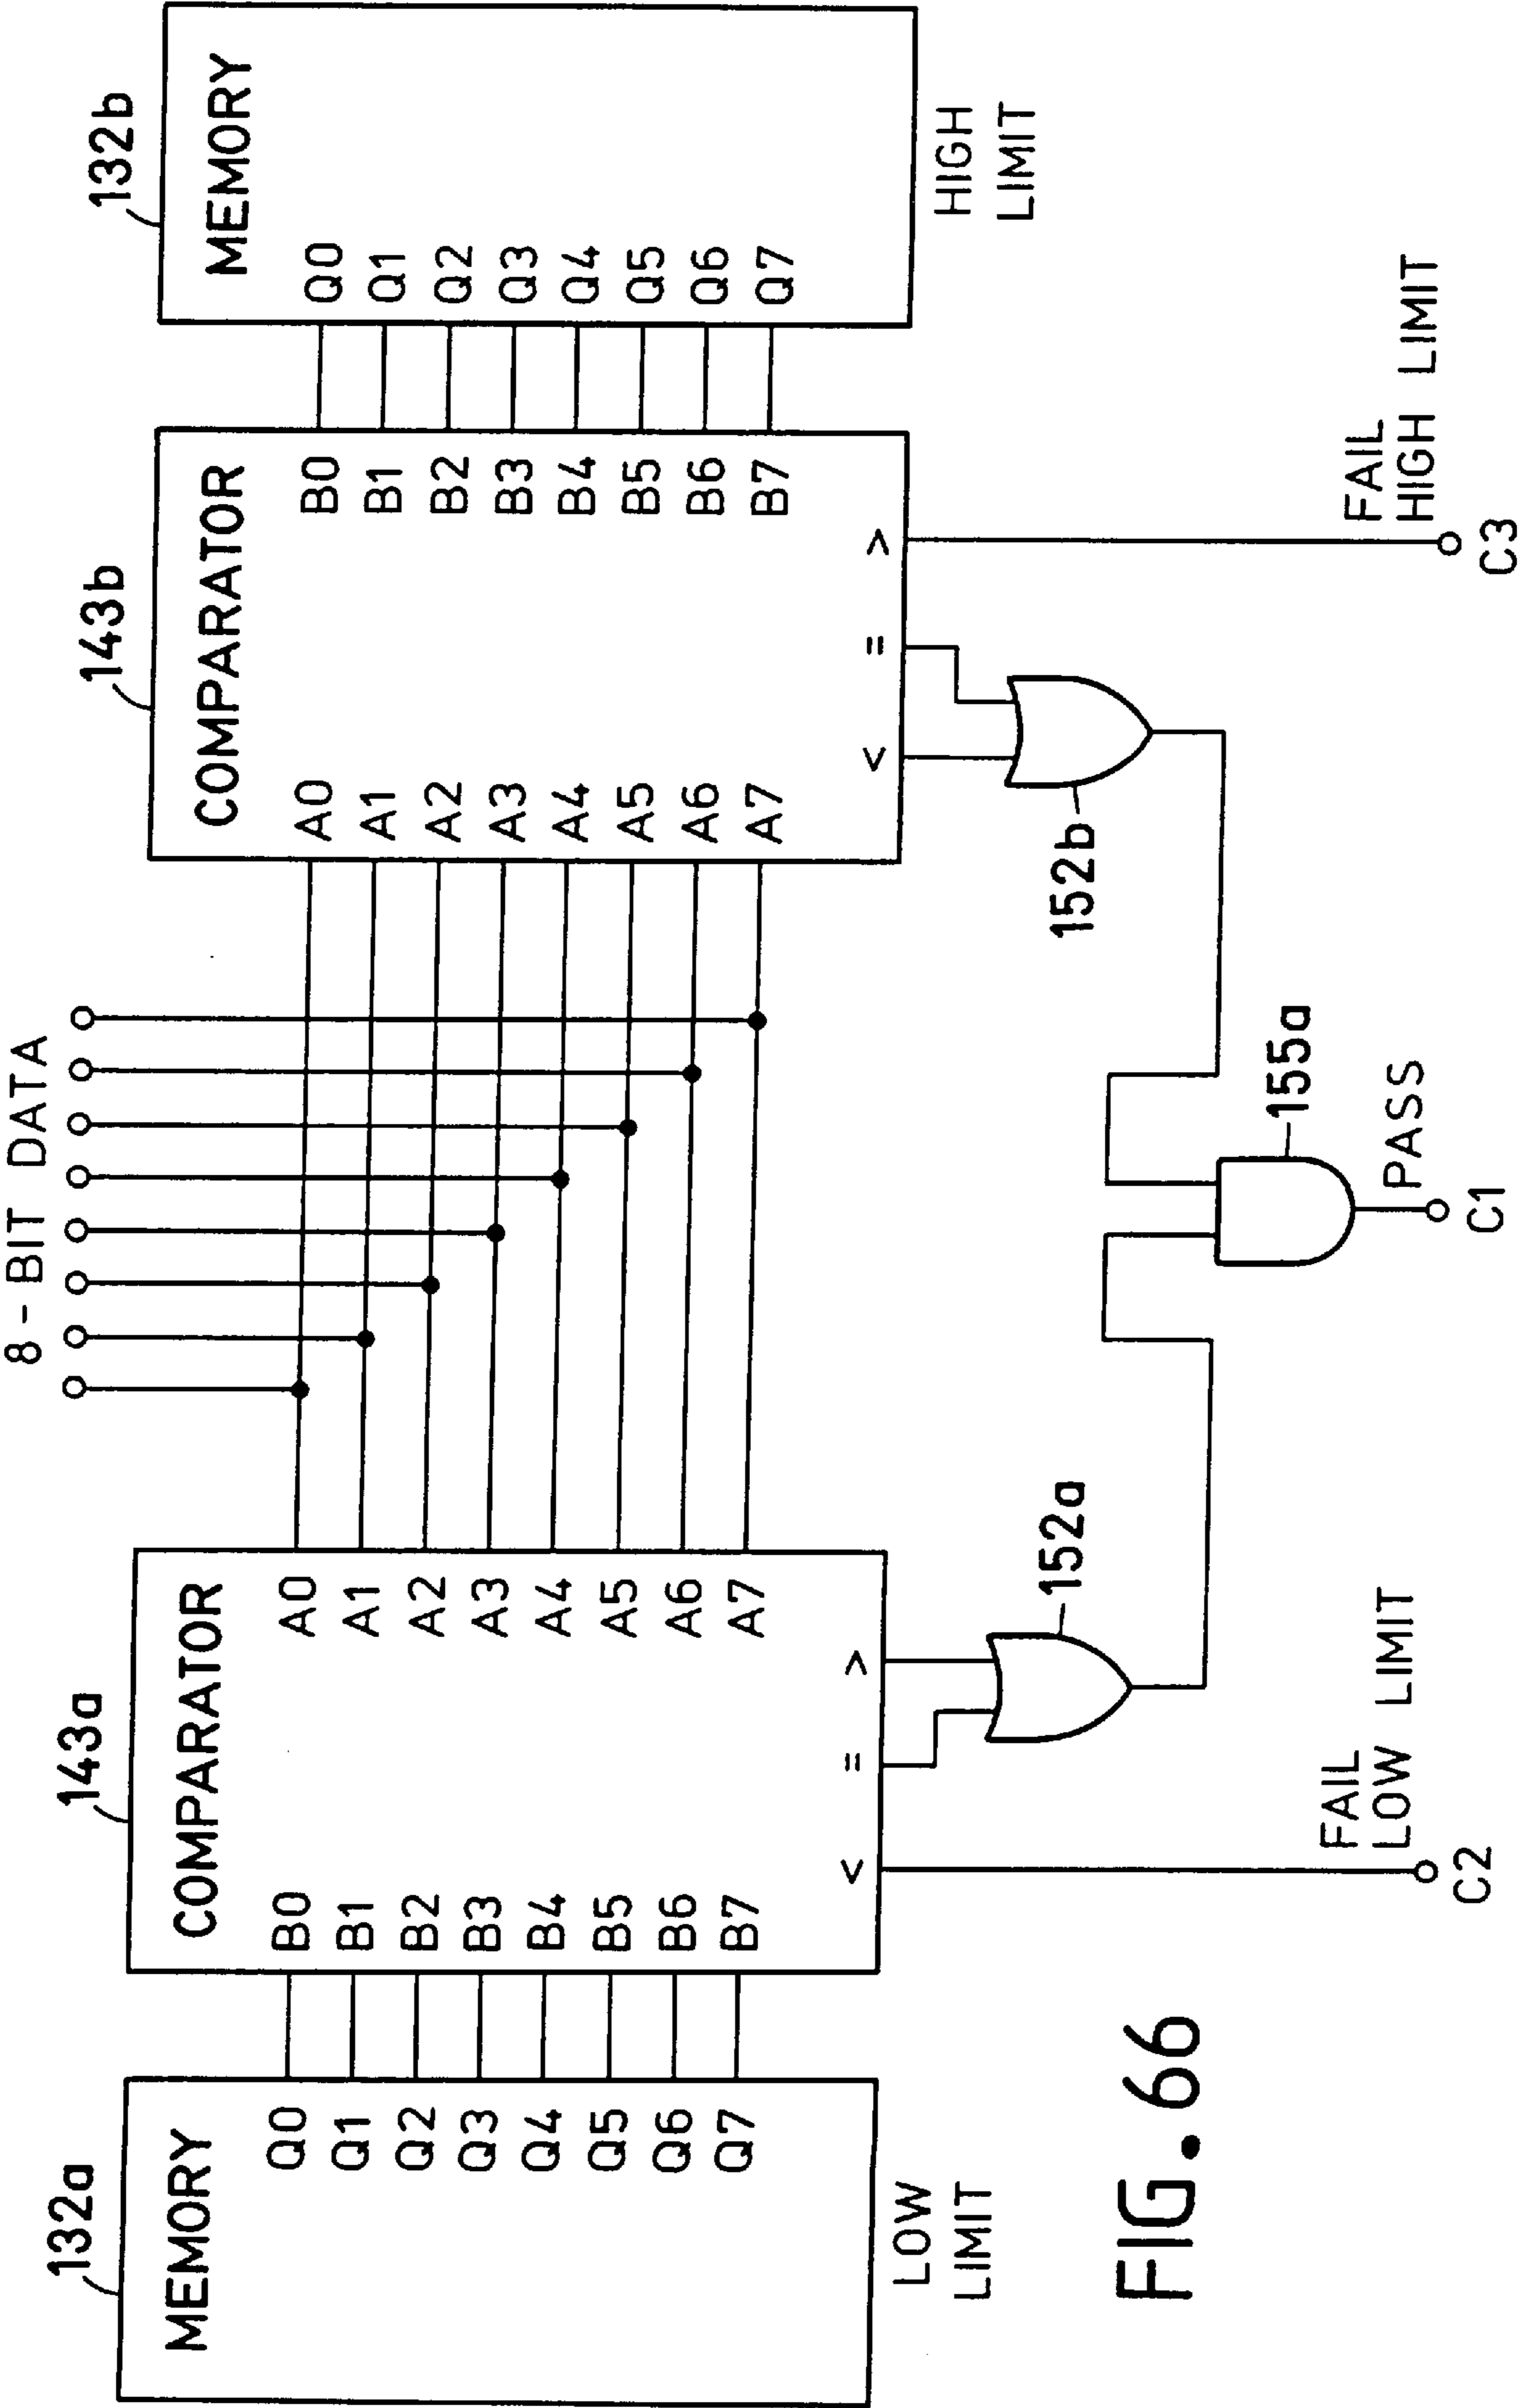 8-BIT DATA
132a
MEMORY
Q0
Q1
Q2
Q3
Q4
Q5
Q6
Q7
LOW
LIMIT
143a
COMPARATOR
B0 A0
B1 A1
B2 A2
B3 A3
B4 A4
B5 A5
B6 A6
B7 A7
< = >
143b
COMPARATOR
A0 B0
A1 B1
A2 B2
A3 B3
A4 B4
A5 B5
A6 B6
A7 B7
< = >
132b
MEMORY
Q0
Q1
Q2
Q3
Q4
Q5
Q6
Q7
HIGH
LIMIT
152a
152b
155a
FAIL
LOW LIMIT
C2
PASS
C1
FAIL
HIGH LIMIT
C3
FIG. 66